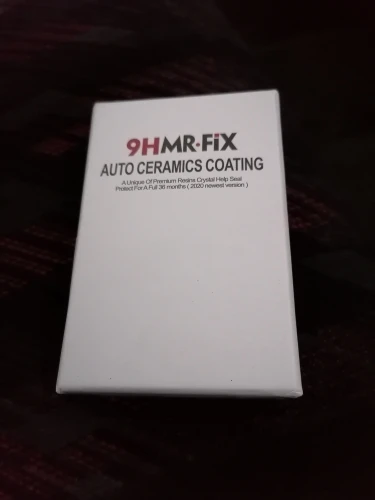 9HMR·FiX
AUTO CERAMICS COATING
A Unique Of Premium Resins Crystal Help Seal
Protect For A Full 36 months ( 2020 newest version )